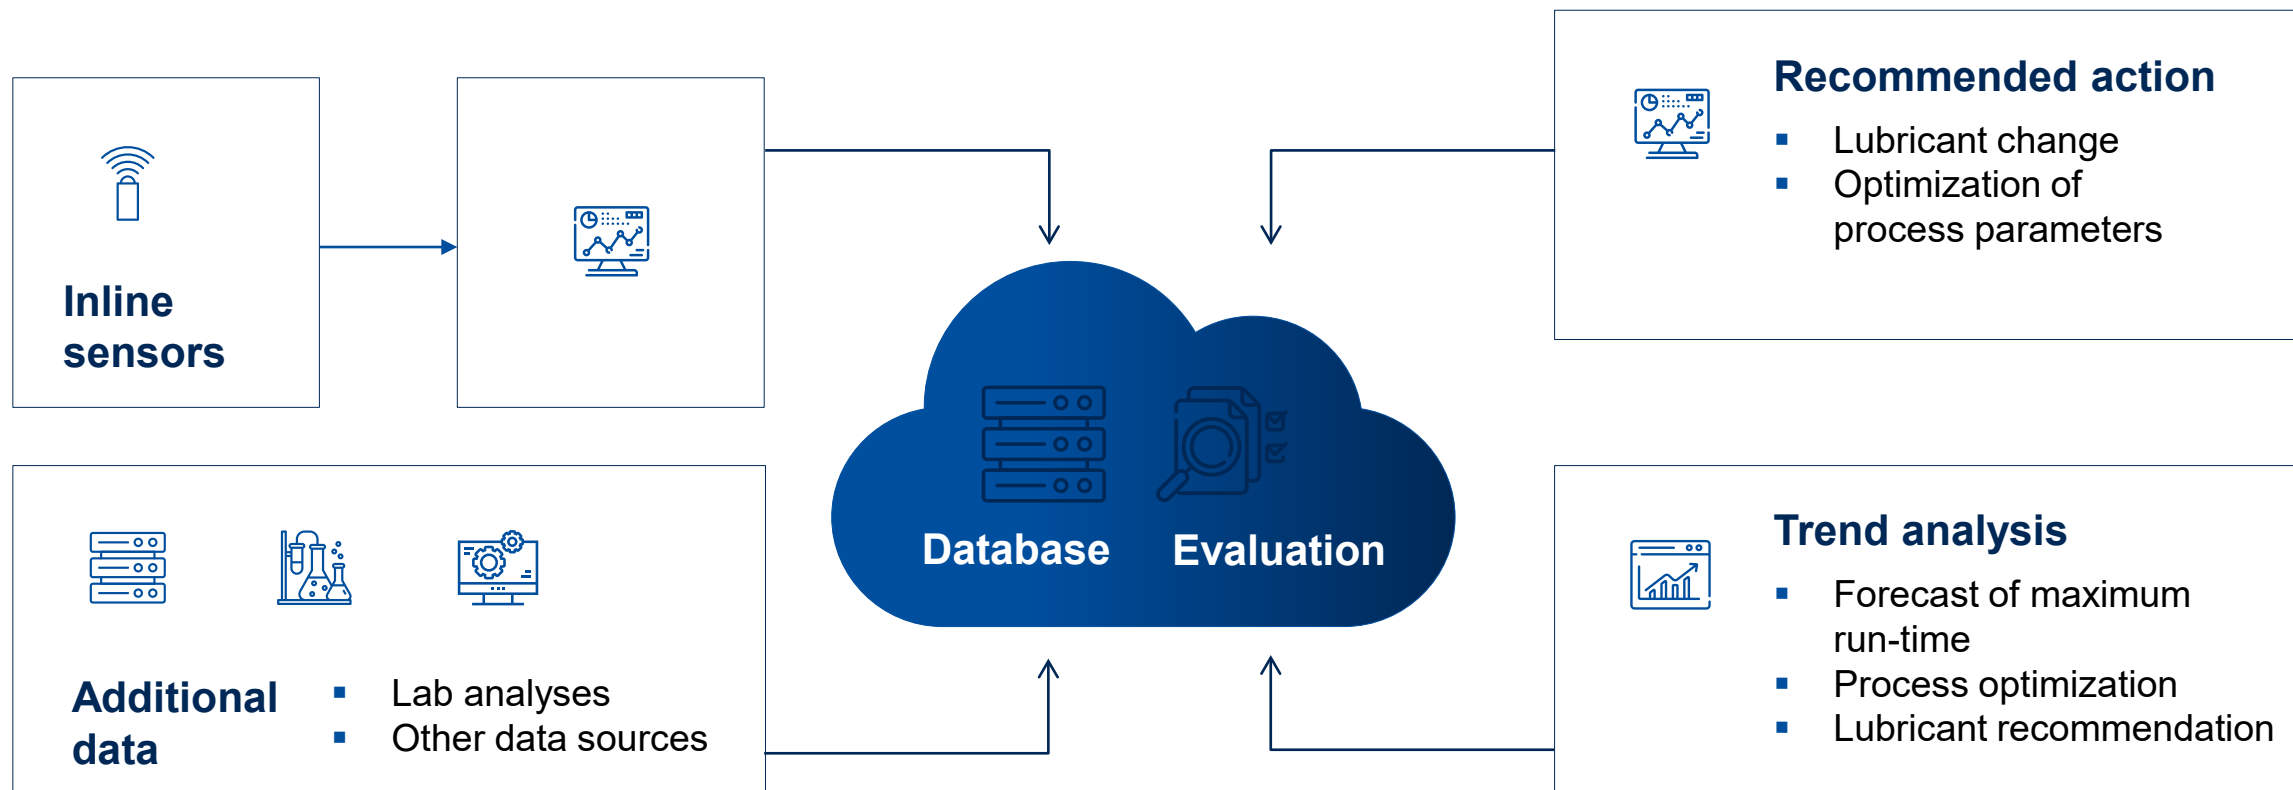 Inline
sensors
Additional
data
▪ Lab analyses
▪ Other data sources
Database
Evaluation
Recommended action
▪ Lubricant change
▪ Optimization of
process parameters
Trend analysis
▪ Forecast of maximum
run-time
▪ Process optimization
▪ Lubricant recommendation